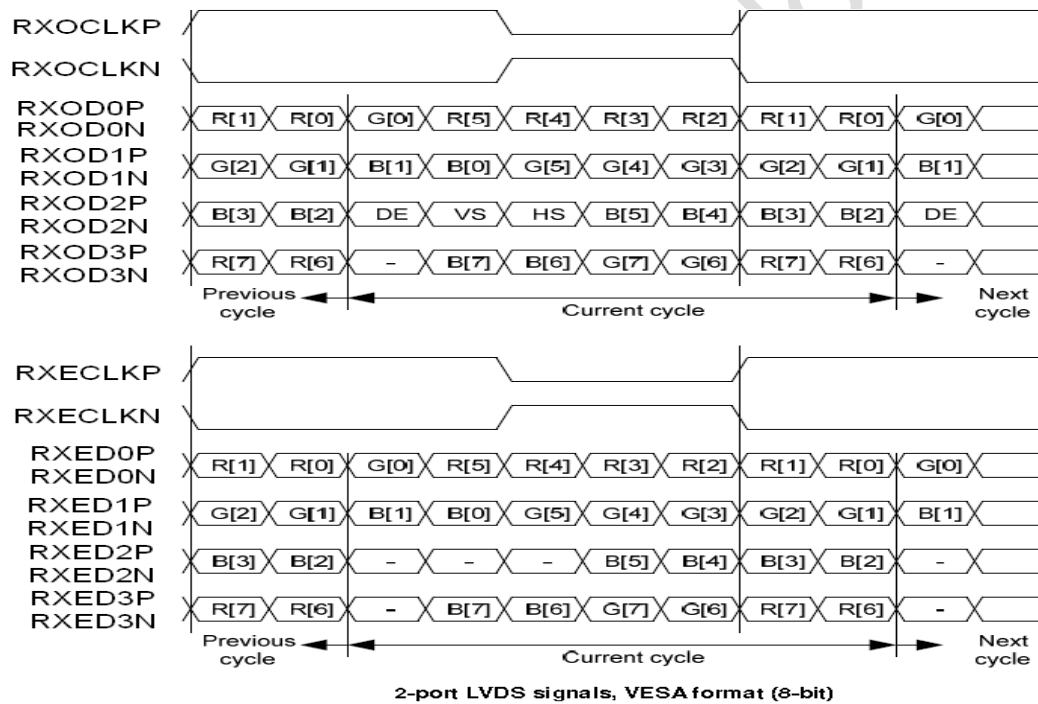 RXOCLKP
RXOCLKN
RXOD0P R[1] R[0] G[0] R[5] R[4] R[3] R[2] R[1] R[0] G[0]
RXOD0N
RXOD1P G[2] G[1] B[1] B[0] G[5] G[4] G[3] G[2] G[1] B[1]
RXOD1N
RXOD2P B[3] B[2] DE VS HS B[5] B[4] B[3] B[2] DE
RXOD2N
RXOD3P R[7] R[6] - B[7] B[6] G[7] G[6] R[7] R[6] -
RXOD3N
Previous cycle Current cycle Next cycle
RXECLKP
RXECLKN
RXED0P R[1] R[0] G[0] R[5] R[4] R[3] R[2] R[1] R[0] G[0]
RXED0N
RXED1P G[2] G[1] B[1] B[0] G[5] G[4] G[3] G[2] G[1] B[1]
RXED1N
RXED2P B[3] B[2] - - - B[5] B[4] B[3] B[2] -
RXED2N
RXED3P R[7] R[6] - B[7] B[6] G[7] G[6] R[7] R[6] -
RXED3N
Previous cycle Current cycle Next cycle
2-port LVDS signals, VESA format (8-bit)